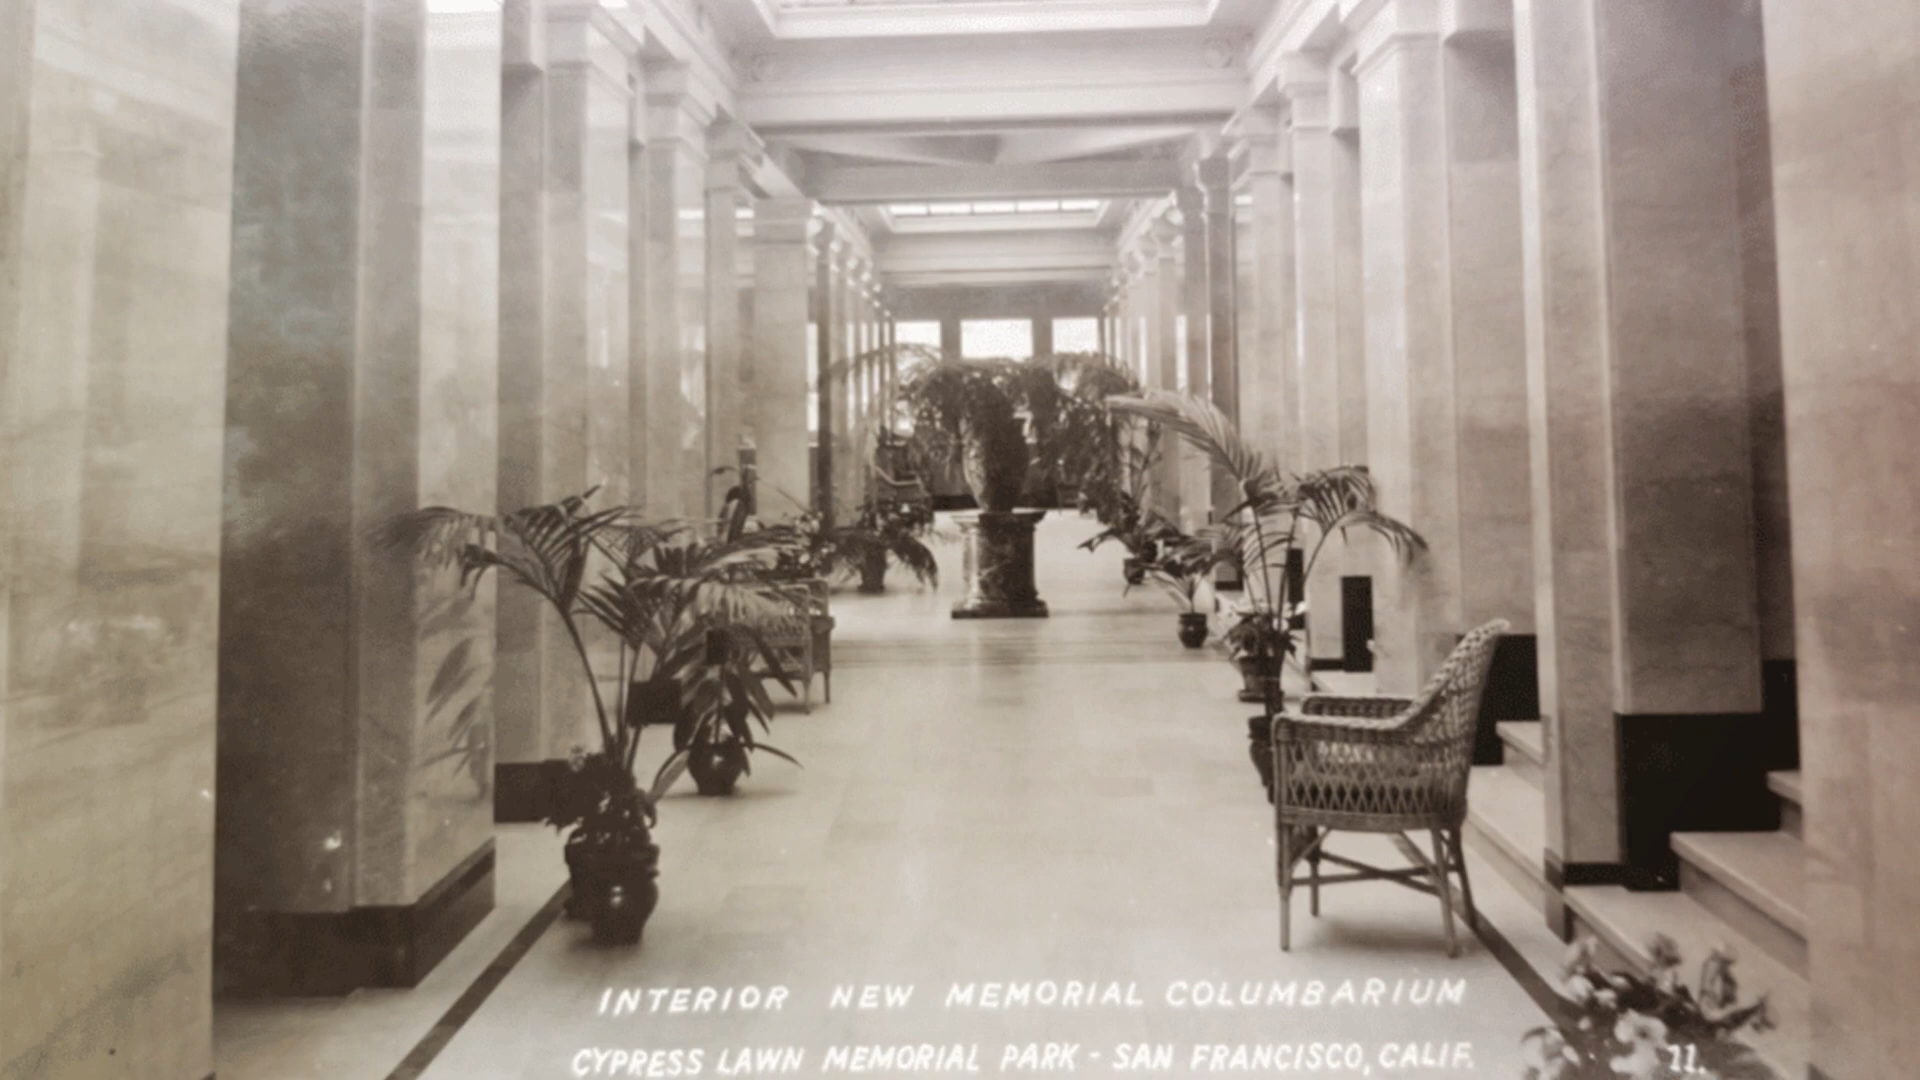 INTERIOR NEW MEMORIAL COLUMBARIUM
CYPRESS LAWN MEMORIAL PARK - SAN FRANCISCO, CALIF.
11.